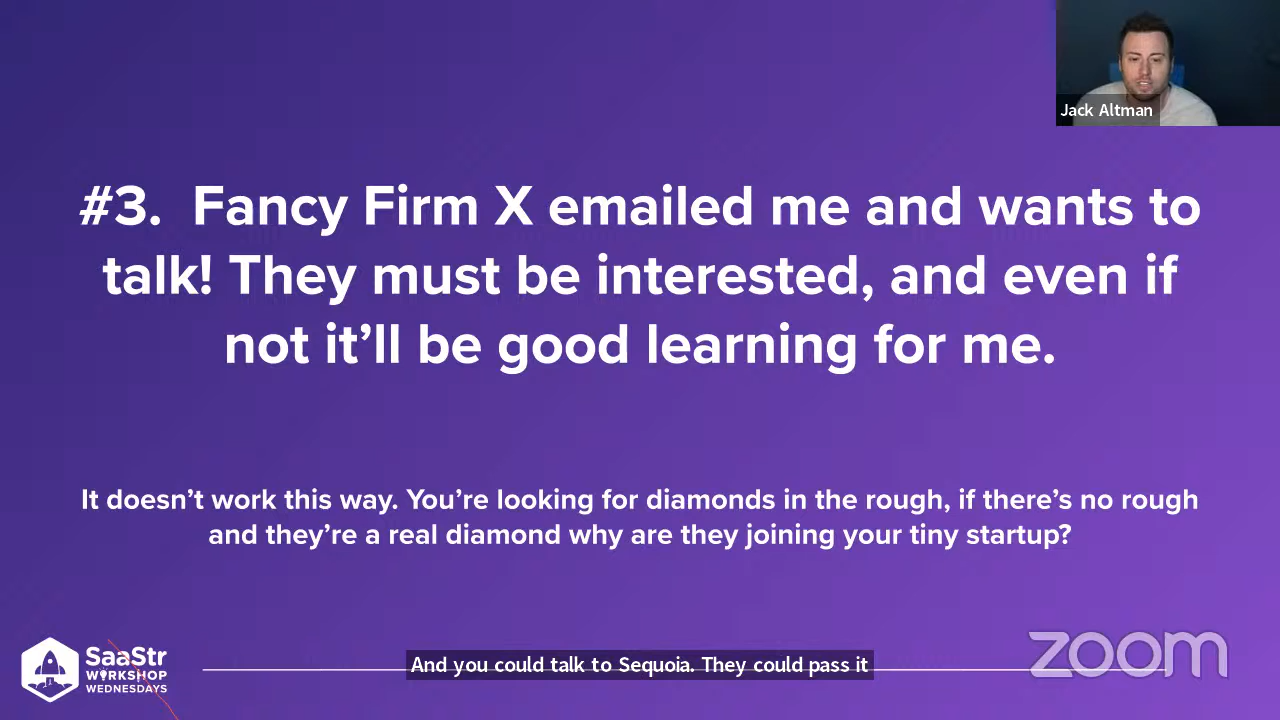 Jack Altman
#3. Fancy Firm X emailed me and wants to
talk! They must be interested, and even if
not it’ll be good learning for me.
It doesn’t work this way. You’re looking for diamonds in the rough, if there’s no rough
and they’re a real diamond why are they joining your tiny startup?
SaaStr
WORKSHOP
WEDNESDAYS
And you could talk to Sequoia. They could pass it
zoom